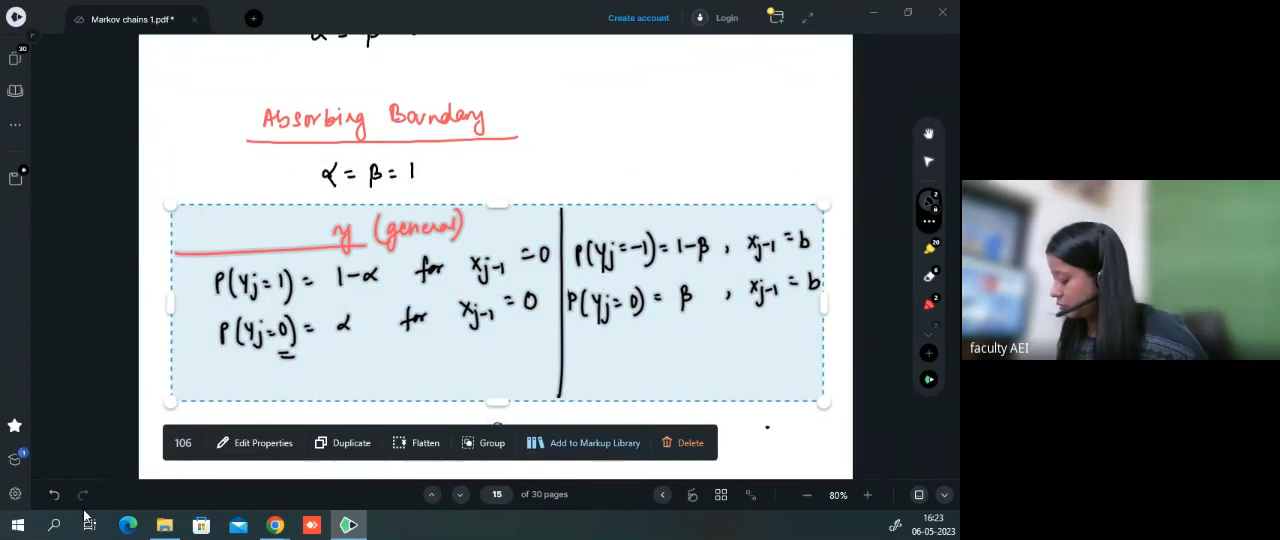 Markov chains 1.pdf*
Create account
Login
30
α = β =
Absorbing Boundary
α = β = 1
y (general)
P(Yj=1) = 1-α for Xj-1 = 0
P(Yj=0) = α for Xj-1 = 0
P(Yj=-1) = 1-β , Xj-1 = b
P(Yj=0) = β , Xj-1 = b
106
Edit Properties
Duplicate
Flatten
Group
Add to Markup Library
Delete
15 of 30 pages
80%
faculty AEI
16:23
06-05-2023